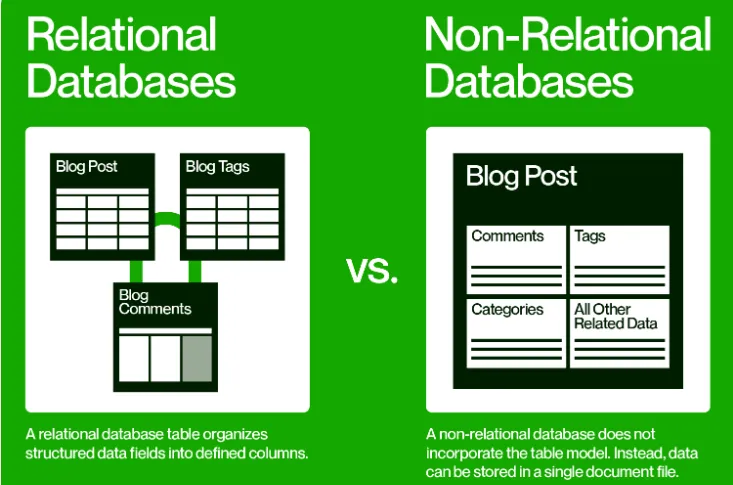 Relational
Databases
Blog Post
Blog Tags
Blog
Comments
A relational database table organizes
structured data fields into defined columns.
vs.
Non-Relational
Databases
Blog Post
Comments
Tags
Categories
All Other
Related Data
A non-relational database does not
incorporate the table model. Instead, data
can be stored in a single document file.